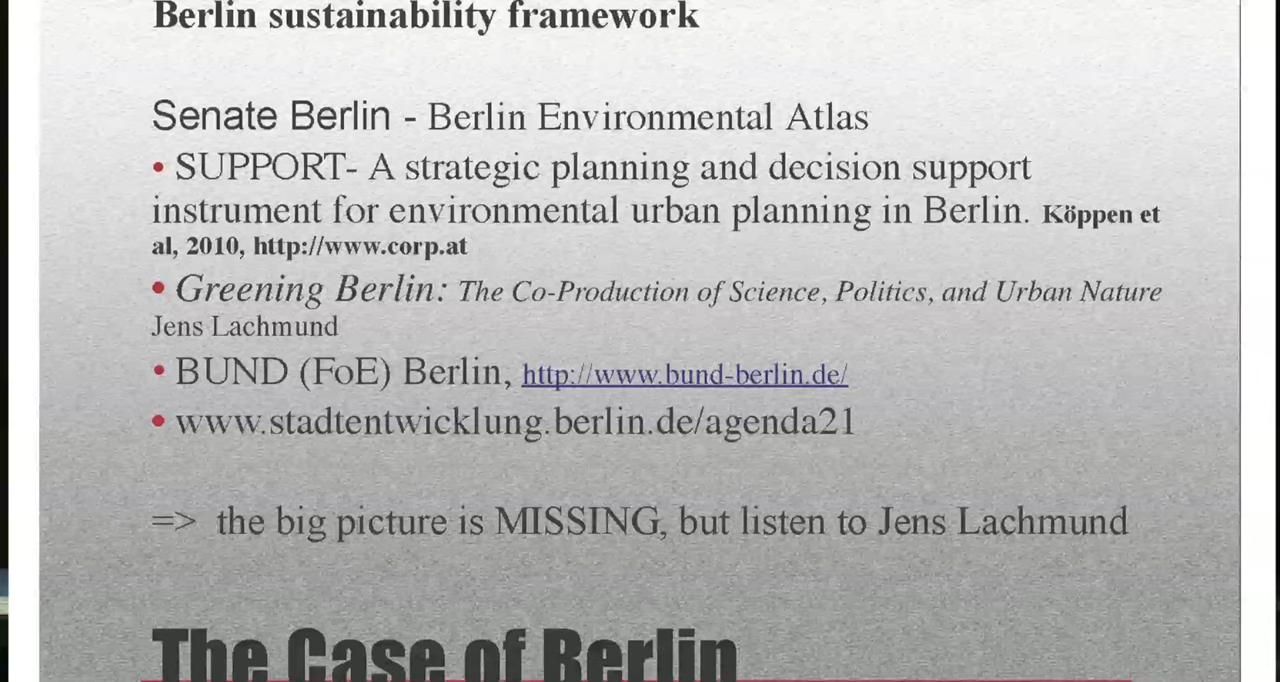 Berlin sustainability framework
Senate Berlin - Berlin Environmental Atlas
• SUPPORT- A strategic planning and decision support
instrument for environmental urban planning in Berlin. Köppen et
al, 2010, http://www.corp.at
• Greening Berlin: The Co-Production of Science, Politics, and Urban Nature
Jens Lachmund
• BUND (FoE) Berlin, http://www.bund-berlin.de/
• www.stadtentwicklung.berlin.de/agenda21
=> the big picture is MISSING, but listen to Jens Lachmund
The Case of Berlin